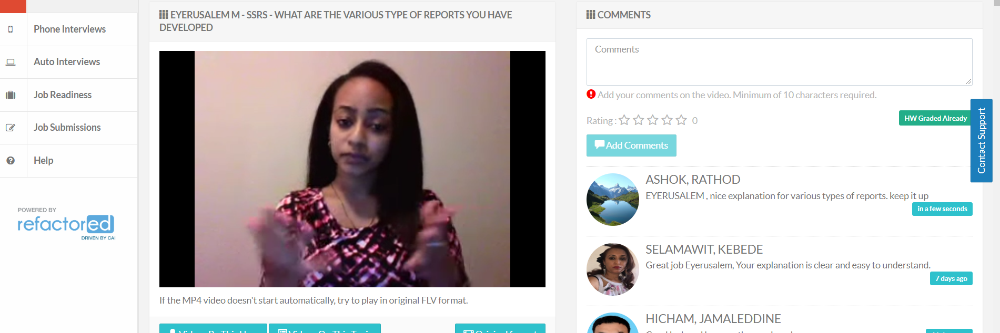 Phone Interviews
Auto Interviews
Job Readiness
Job Submissions
Help
POWERED BY
refactored
DRIVEN BY CAI
EYERUSALEM M - SSRS - WHAT ARE THE VARIOUS TYPE OF REPORTS YOU HAVE
DEVELOPED
If the MP4 video doesn't start automatically, try to play in original FLV format.
COMMENTS
Comments
Add your comments on the video. Minimum of 10 characters required.
Rating : 0
HW Graded Already
Add Comments
Contact Support
ASHOK, RATHOD
EYERUSALEM , nice explanation for various types of reports. keep it up
in a few seconds
SELAMAWIT, KEBEDE
Great job Eyerusalem, Your explanation is clear and easy to understand.
7 days ago
HICHAM, JAMALEDDINE